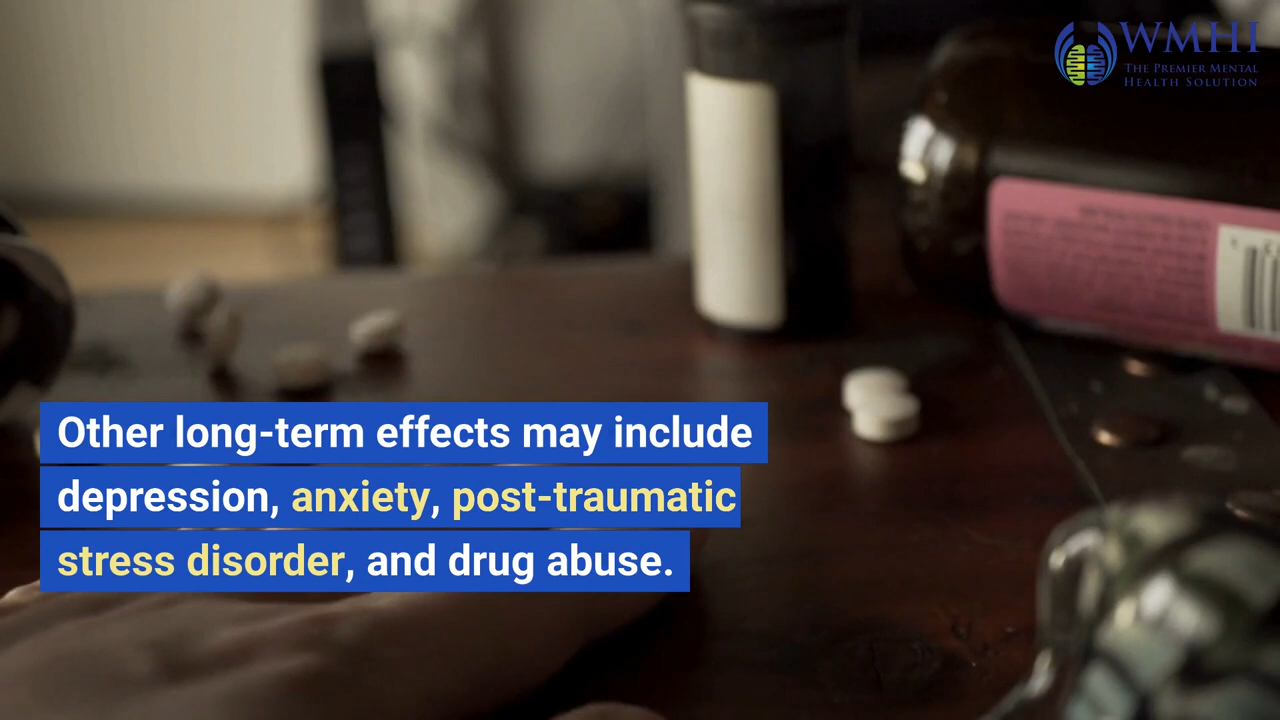 WMHI
THE PREMIER MENTAL
HEALTH SOLUTION
Other long-term effects may include
depression, anxiety, post-traumatic
stress disorder, and drug abuse.